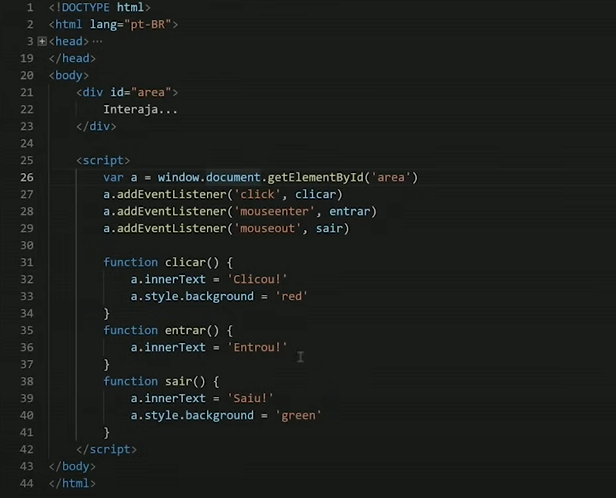 1 <!DOCTYPE html>
2 <html lang="pt-BR">
3 <head> ...
19 </head>
20 <body>
21 <div id="area">
22 Interaja...
23 </div>
24
25 <script>
26 var a = window.document.getElementById('area')
27 a.addEventListener('click', clicar)
28 a.addEventListener('mouseenter', entrar)
29 a.addEventListener('mouseout', sair)
30
31 function clicar() {
32 a.innerText = 'Clicou!'
33 a.style.background = 'red'
34 }
35 function entrar() {
36 a.innerText = 'Entrou!'
37 }
38 function sair() {
39 a.innerText = 'Saiu!'
40 a.style.background = 'green'
41 }
42 </script>
43 </body>
44 </html>